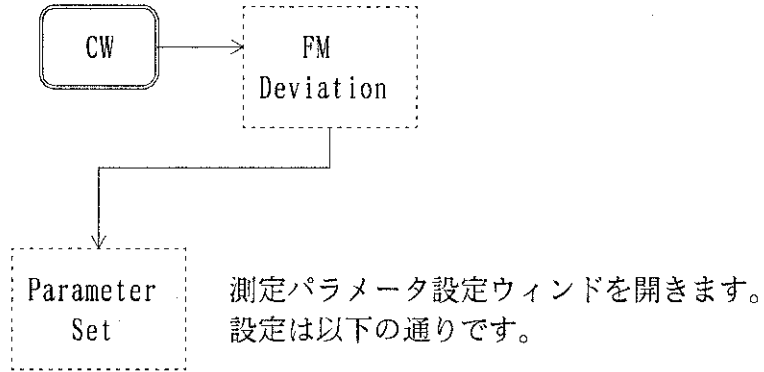 CW
FM
Deviation
Parameter
Set
測定パラメータ設定ウィンドを開きます。
設定は以下の通りです。